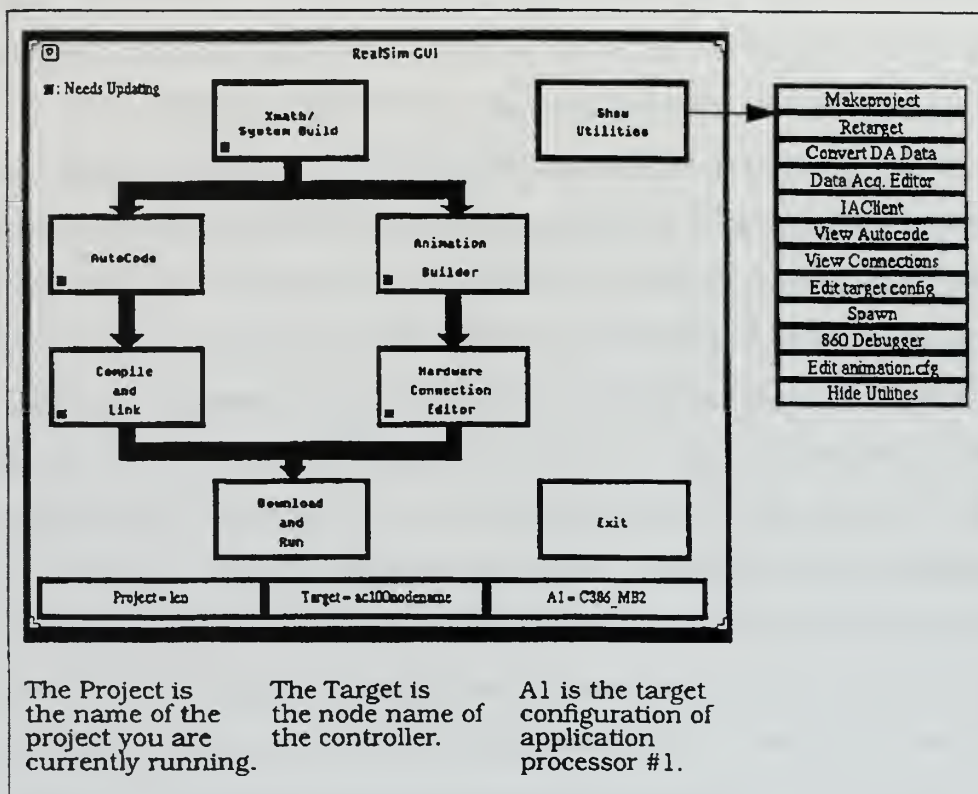 RealSim GUI
: Needs Updating
Xmath/
System Build
Show
Utilities
AutoCode
Animation
Builder
Compile
and
Link
Hardware
Connection
Editor
Download
and
Run
Exit
Project = len
Target = ac100nodename
A1 = C386_MB2
Makeproject
Retarget
Convert DA Data
Data Acq. Editor
IAClient
View Autocode
View Connections
Edit target config
Spawn
860 Debugger
Edit animation.cfg
Hide Utilities
The Project is
the name of the
project you are
currently running.
The Target is
the node name of
the controller.
A1 is the target
configuration of
application
processor #1.